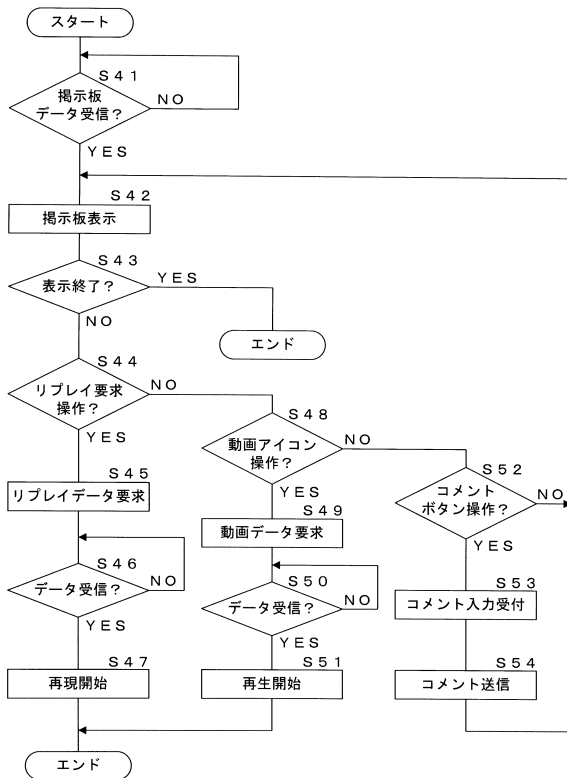 スタート
S41
掲示板
データ受信?
NO
YES
S42
掲示板表示
S43
表示終了?
YES
NO
エンド
S44
リプレイ要求
操作?
NO
YES
S48
動画アイコン
操作?
NO
YES
S52
コメント
ボタン操作?
NO
YES
S45
リプレイデータ要求
S49
動画データ要求
S46
データ受信?
NO
YES
S50
データ受信?
NO
YES
S53
コメント入力受付
S47
再現開始
S51
再生開始
S54
コメント送信
エンド